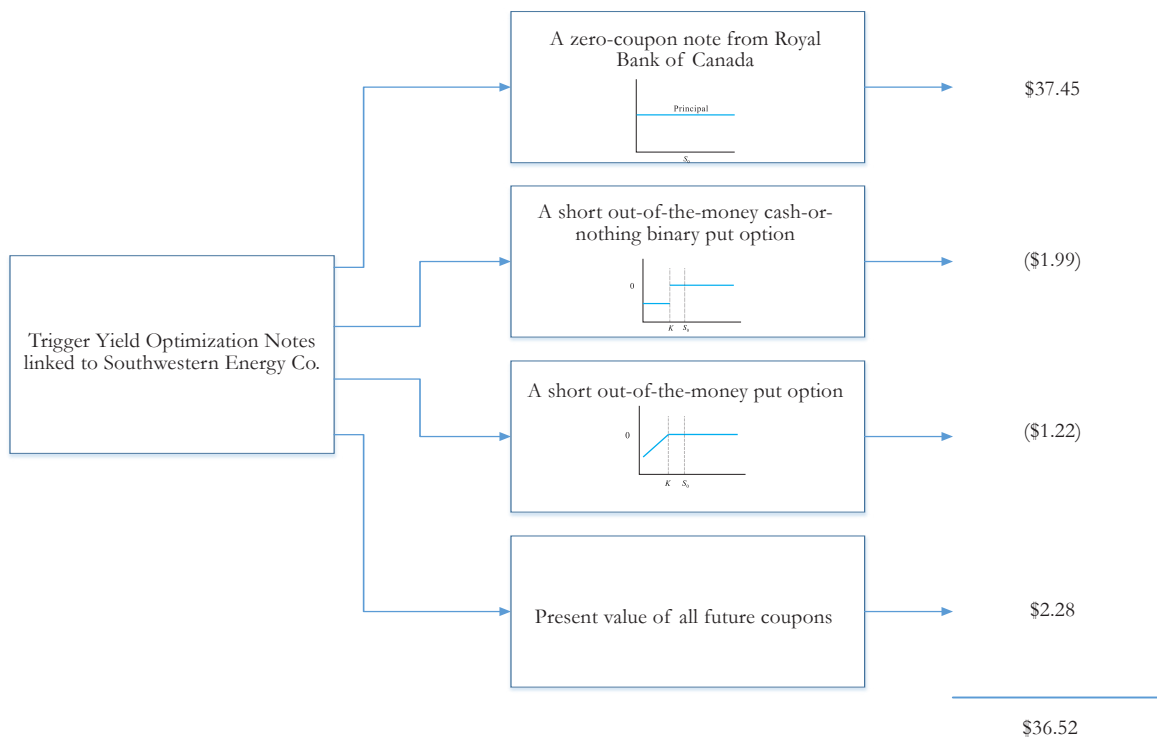 Trigger Yield Optimization Notes
linked to Southwestern Energy Co.
A zero-coupon note from Royal
Bank of Canada
Principal
S₀
$37.45
A short out-of-the-money cash-or-
nothing binary put option
0
K S₀
($1.99)
A short out-of-the-money put option
0
K S₀
($1.22)
Present value of all future coupons
$2.28
$36.52